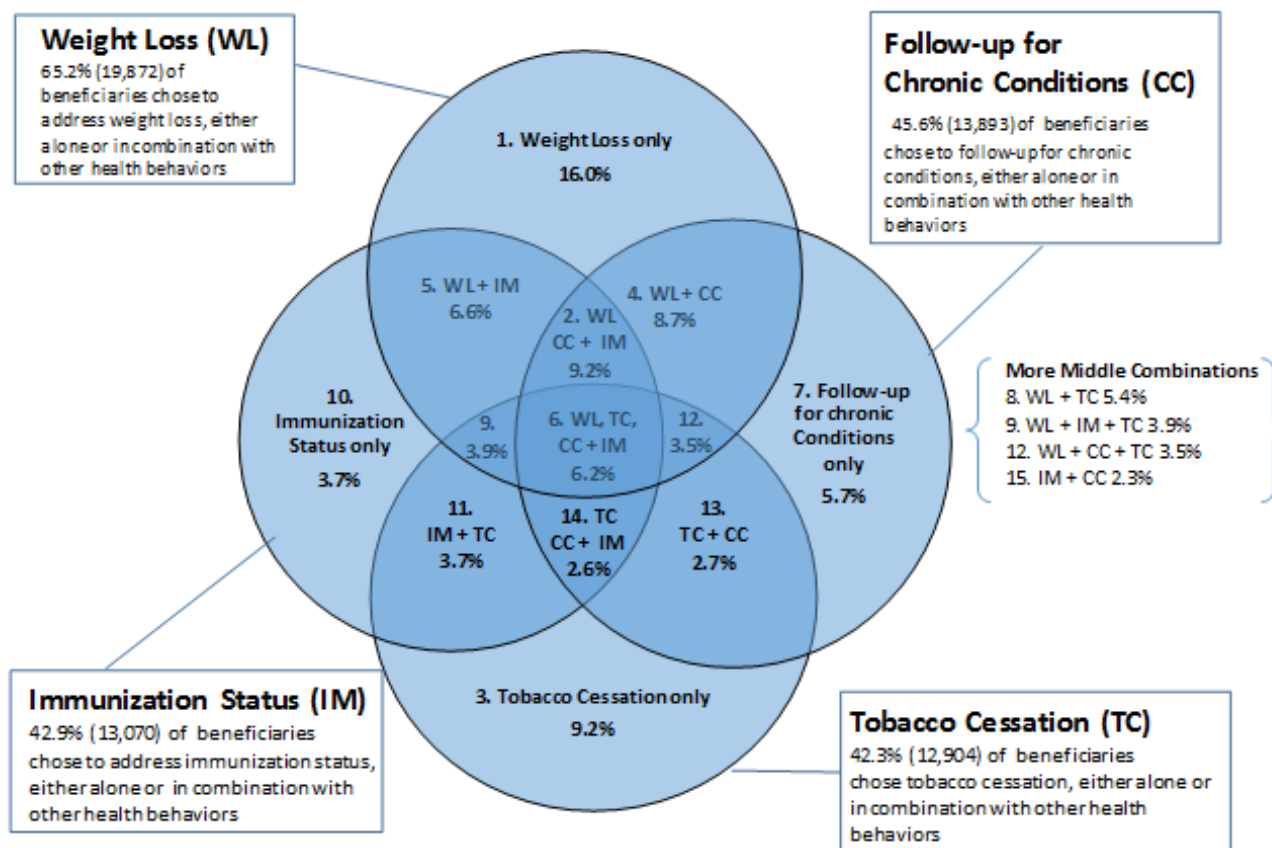 Weight Loss (WL)
65.2% (19,872) of
beneficiaries chose to
address weight loss, either
alone or in combination with
other health behaviors
Follow-up for
Chronic Conditions (CC)
45.6% (13,893) of beneficiaries
chose to follow-up for chronic
conditions, either alone or in
combination with other health
behaviors
1. Weight Loss only
16.0%
5. WL + IM
6.6%
4. WL + CC
8.7%
2. WL
CC + IM
9.2%
10.
Immunization
Status only
3.7%
9.
3.9%
6. WL, TC,
CC + IM
6.2%
12.
3.5%
7. Follow-up
for chronic
Conditions
only
5.7%
More Middle Combinations
8. WL + TC 5.4%
9. WL + IM + TC 3.9%
12. WL + CC + TC 3.5%
15. IM + CC 2.3%
11.
IM + TC
3.7%
14. TC
CC + IM
2.6%
13.
TC + CC
2.7%
3. Tobacco Cessation only
9.2%
Immunization Status (IM)
42.9% (13,070) of beneficiaries
chose to address immunization status,
either alone or in combination with
other health behaviors
Tobacco Cessation (TC)
42.3% (12,904) of beneficiaries
chose tobacco cessation, either alone or
in combination with other health
behaviors